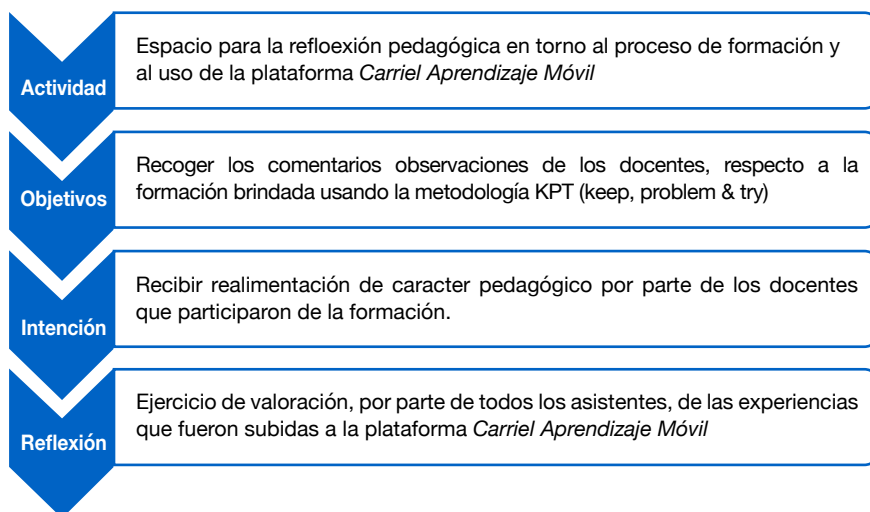 Actividad
Espacio para la refloexión pedagógica en torno al proceso de formación y
al uso de la plataforma Carriel Aprendizaje Móvil
Objetivos
Recoger los comentarios observaciones de los docentes, respecto a la
formación brindada usando la metodología KPT (keep, problem & try)
Intención
Recibir realimentación de caracter pedagógico por parte de los docentes
que participaron de la formación.
Reflexión
Ejercicio de valoración, por parte de todos los asistentes, de las experiencias
que fueron subidas a la plataforma Carriel Aprendizaje Móvil